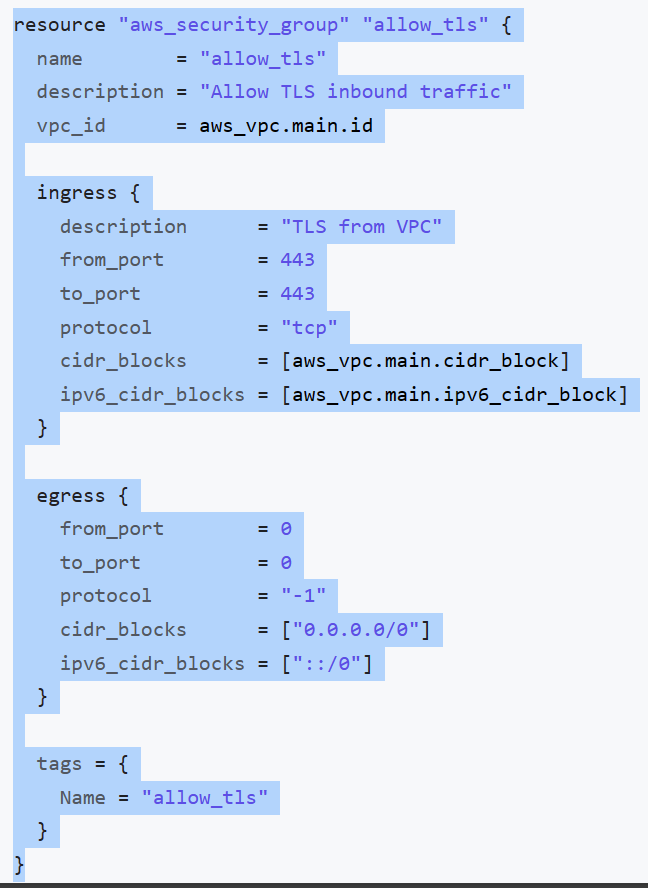 resource "aws_security_group" "allow_tls" {
  name        = "allow_tls"
  description = "Allow TLS inbound traffic"
  vpc_id      = aws_vpc.main.id

  ingress {
    description      = "TLS from VPC"
    from_port        = 443
    to_port          = 443
    protocol         = "tcp"
    cidr_blocks      = [aws_vpc.main.cidr_block]
    ipv6_cidr_blocks = [aws_vpc.main.ipv6_cidr_block]
  }

  egress {
    from_port        = 0
    to_port          = 0
    protocol         = "-1"
    cidr_blocks      = ["0.0.0.0/0"]
    ipv6_cidr_blocks = ["::/0"]
  }

  tags = {
    Name = "allow_tls"
  }
}